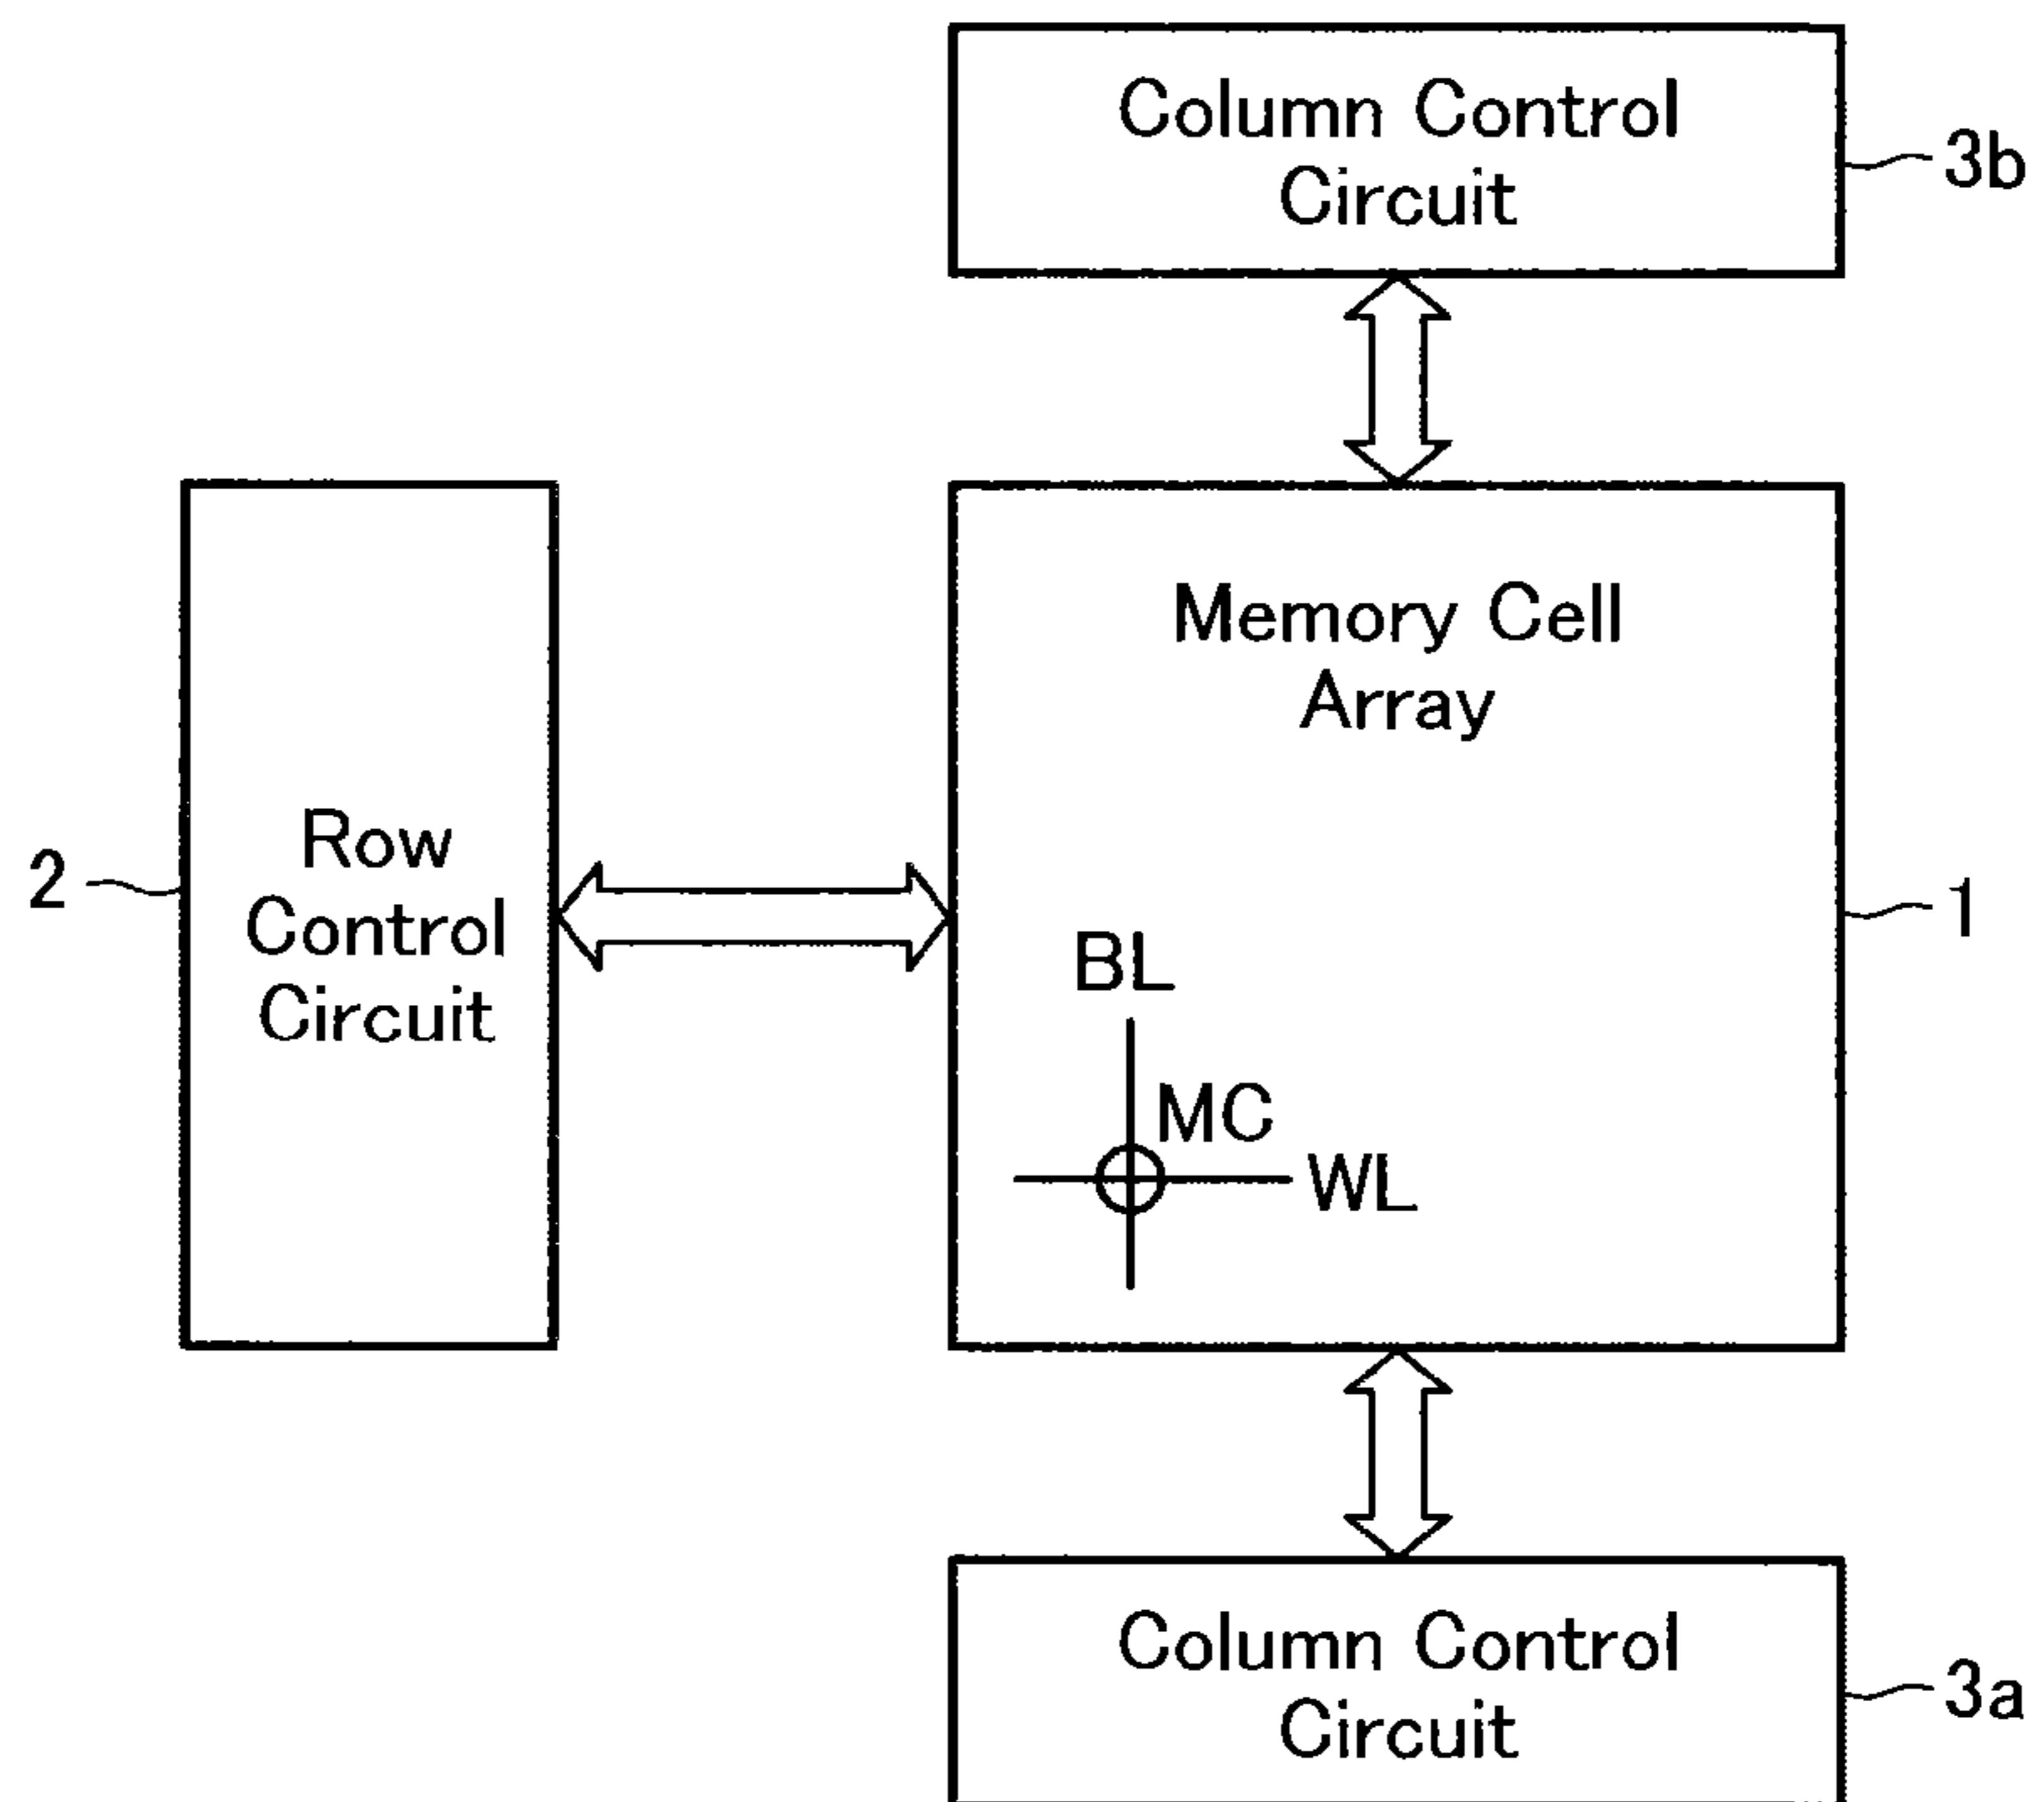 Column Control
Circuit
3b
Memory Cell
Array
Row
Control
Circuit
2
1
BL
MC
WL
Column Control
Circuit
3a